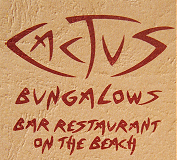 CACTUS
BUNGALOWS
BAR RESTAURANT
ON THE BEACH